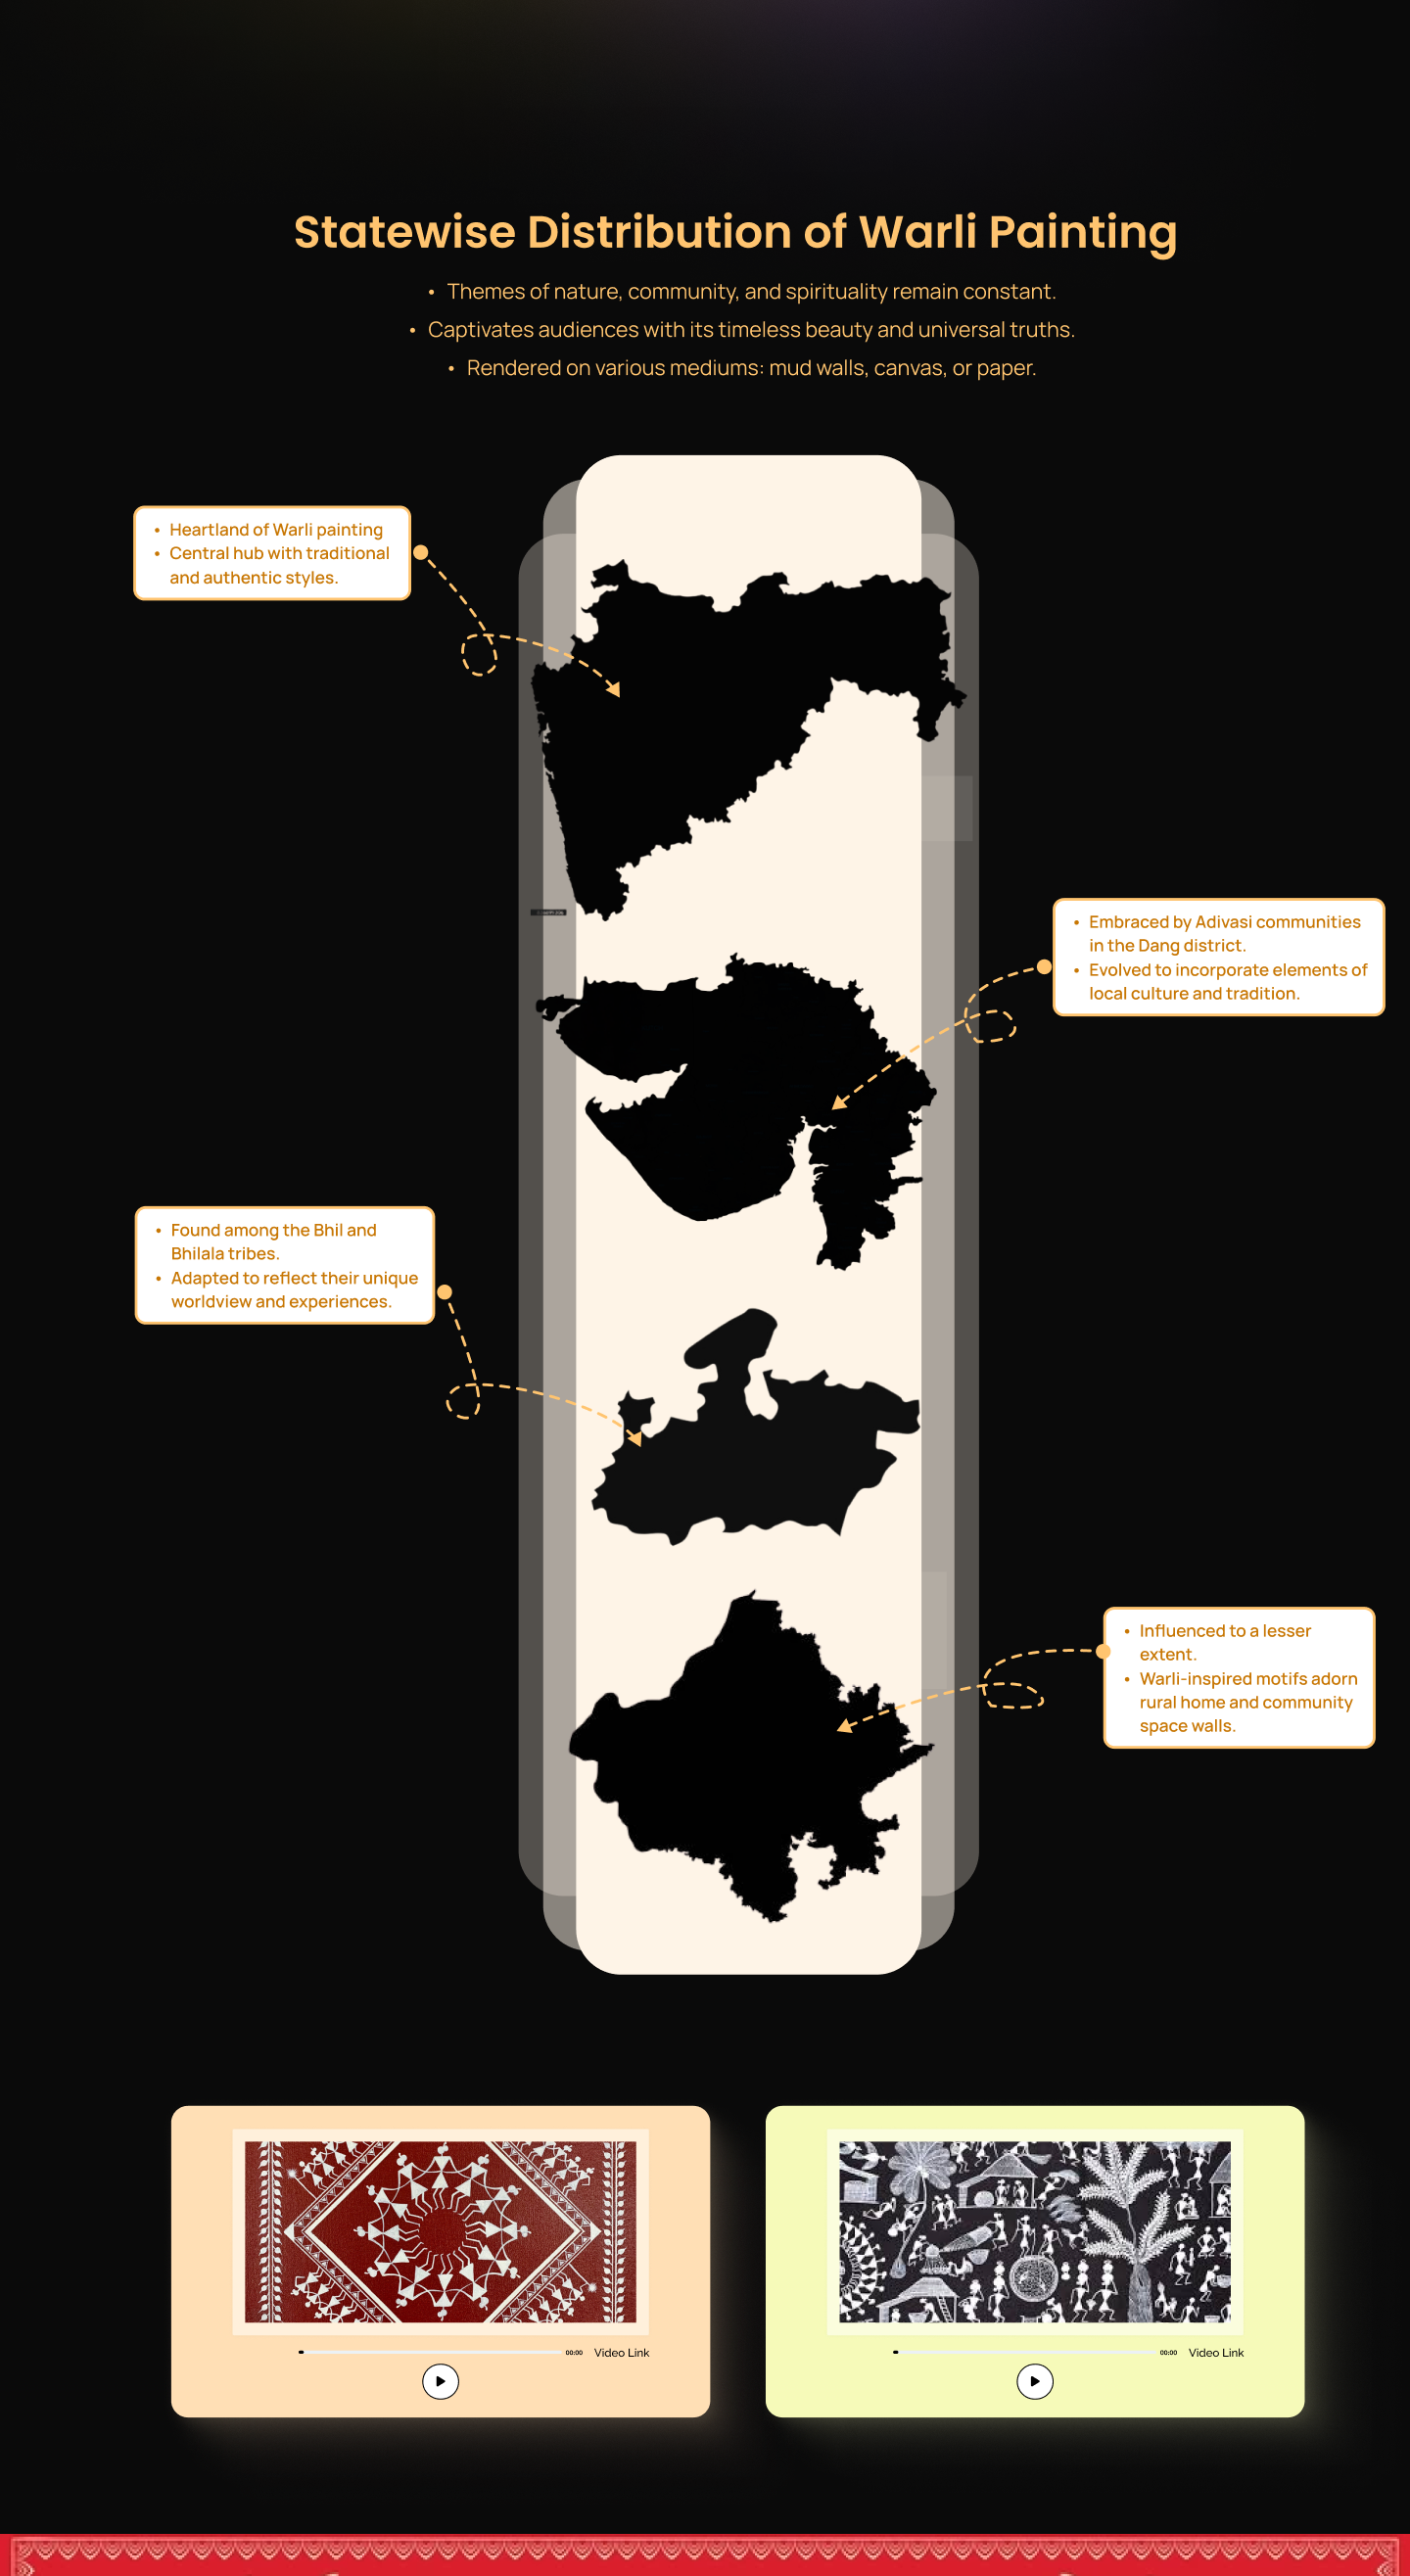 Statewise Distribution of Warli Painting
• Themes of nature, community, and spirituality remain constant.
• Captivates audiences with its timeless beauty and universal truths.
• Rendered on various mediums: mud walls, canvas, or paper.
• Heartland of Warli painting
• Central hub with traditional
and authentic styles.
• Embraced by Adivasi communities
in the Dang district.
• Evolved to incorporate elements of
local culture and tradition.
• Found among the Bhil and
Bhilala tribes.
• Adapted to reflect their unique
worldview and experiences.
• Influenced to a lesser
extent.
• Warli-inspired motifs adorn
rural home and community
space walls.
00:00 Video Link
00:00 Video Link